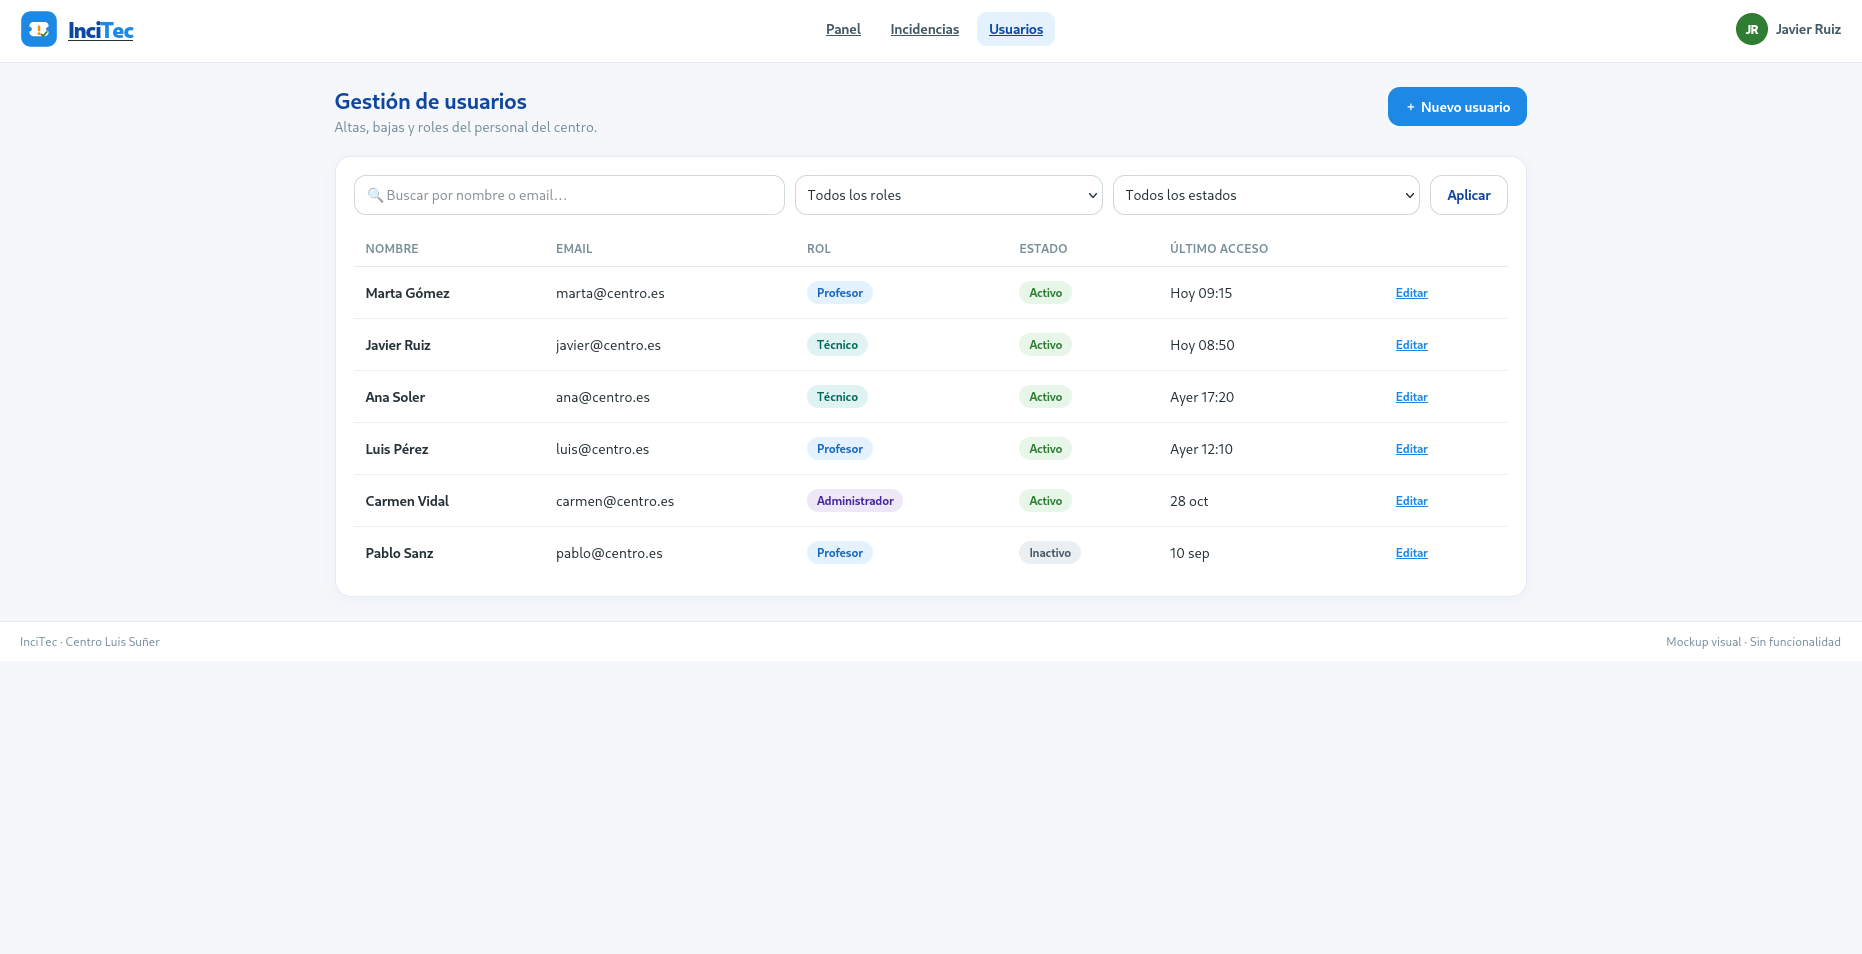 InciTec Panel Incidencias Usuarios JR Javier Ruiz
Gestión de usuarios
+ Nuevo usuario
Altas, bajas y roles del personal del centro.
🔍 Buscar por nombre o email... Todos los roles Todos los estados Aplicar
NOMBRE EMAIL ROL ESTADO ÚLTIMO ACCESO
Marta Gómez marta@centro.es Profesor Activo Hoy 09:15 Editar
Javier Ruiz javier@centro.es Técnico Activo Hoy 08:50 Editar
Ana Soler ana@centro.es Técnico Activo Ayer 17:20 Editar
Luis Pérez luis@centro.es Profesor Activo Ayer 12:10 Editar
Carmen Vidal carmen@centro.es Administrador Activo 28 oct Editar
Pablo Sanz pablo@centro.es Profesor Inactivo 10 sep Editar
InciTec · Centro Luis Suñer Mockup visual · Sin funcionalidad